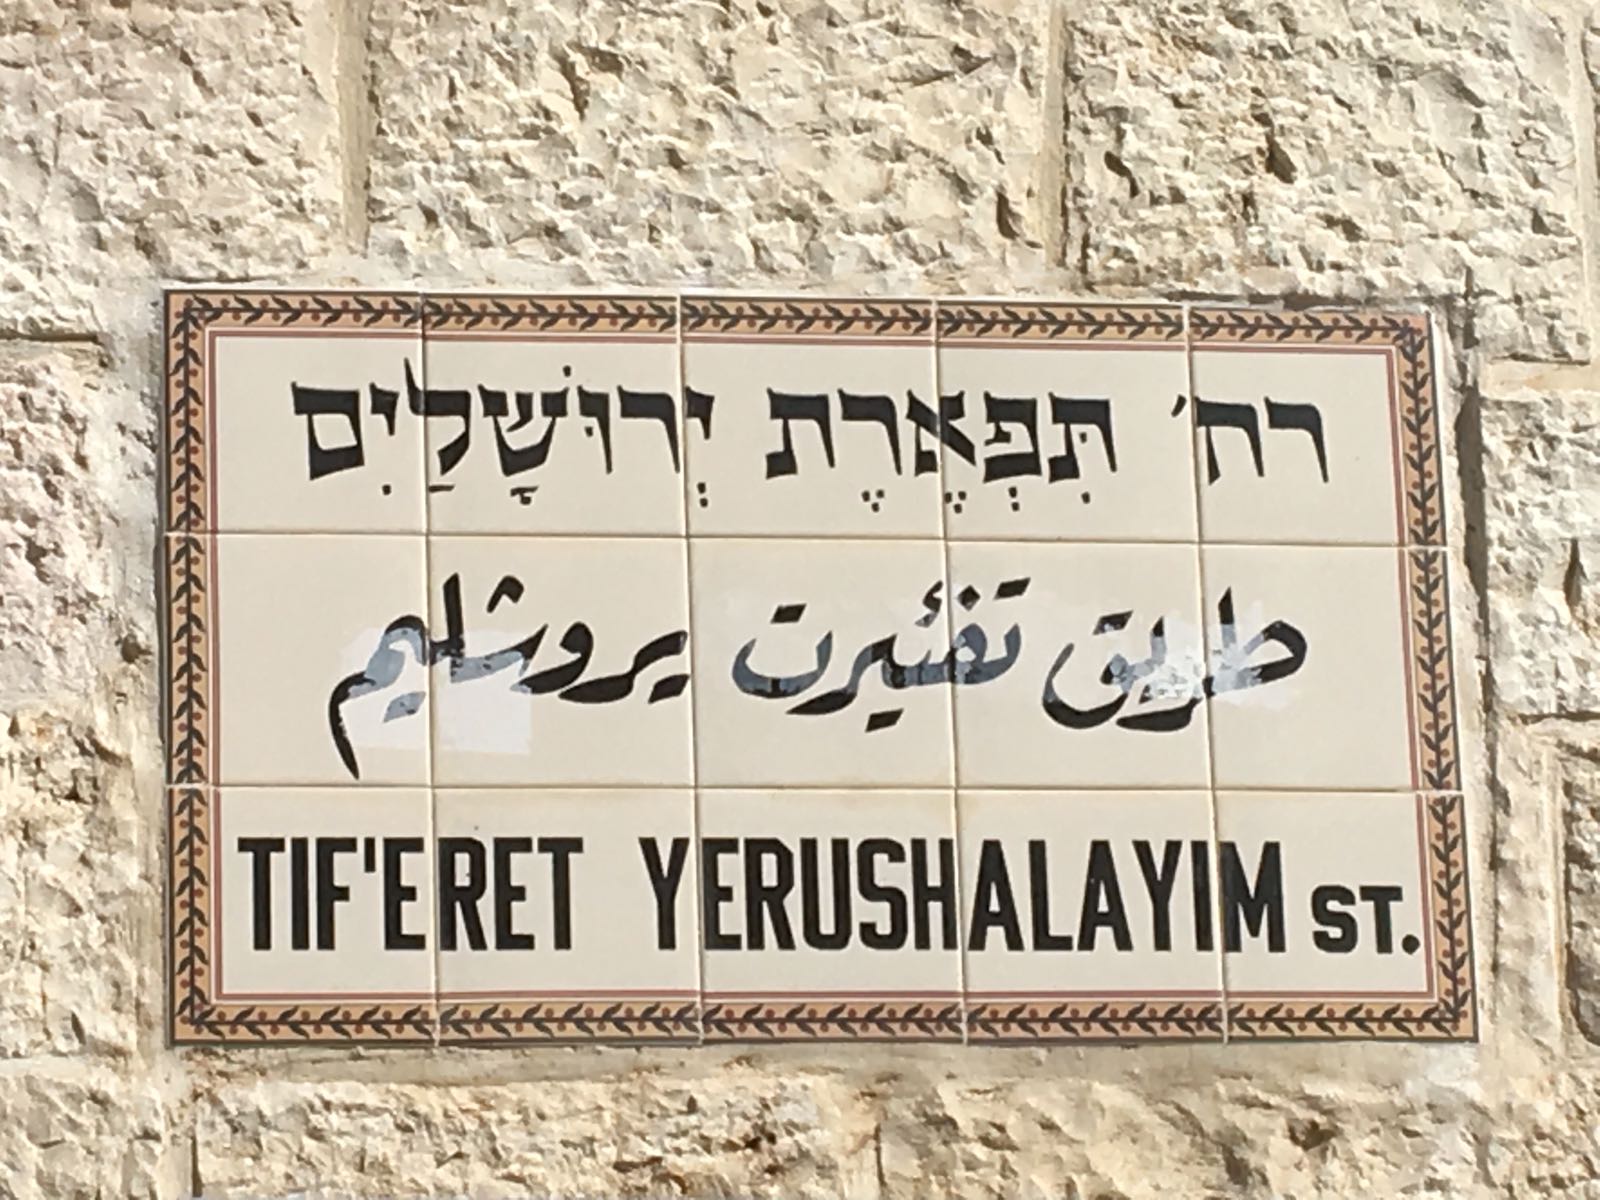 רח׳ תִּפְאֶרֶת יְרוּשָׁלַיִם
طريق تفئيرت يروشليم
TIF'ERET YERUSHALAYIM ST.